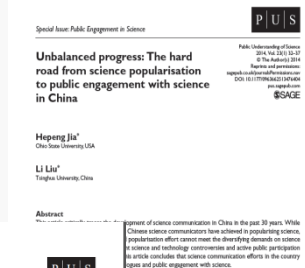 Special Issue: Public Engagement in Science
P U S
Public Understanding of Science
2014, Vol. 23(1) 32–37
© The Author(s) 2014
Reprints and permissions:
sagepub.co.uk/journalsPermissions.nav
DOI: 10.1177/0963662513476404
pus.sagepub.com
SAGE
Unbalanced progress: The hard
road from science popularisation
to public engagement with science
in China
Hepeng Jia*
Ohio State University, USA
Li Liu*
Tsinghua University, China
Abstract
development of science communication in China in the past 30 years. While
Chinese science communicators have achieved in popularising science,
popularisation effort cannot meet the diversifying demands on science
science and technology controversies and active public participation
article concludes that science communication efforts in the country
and public engagement with science.
P U S